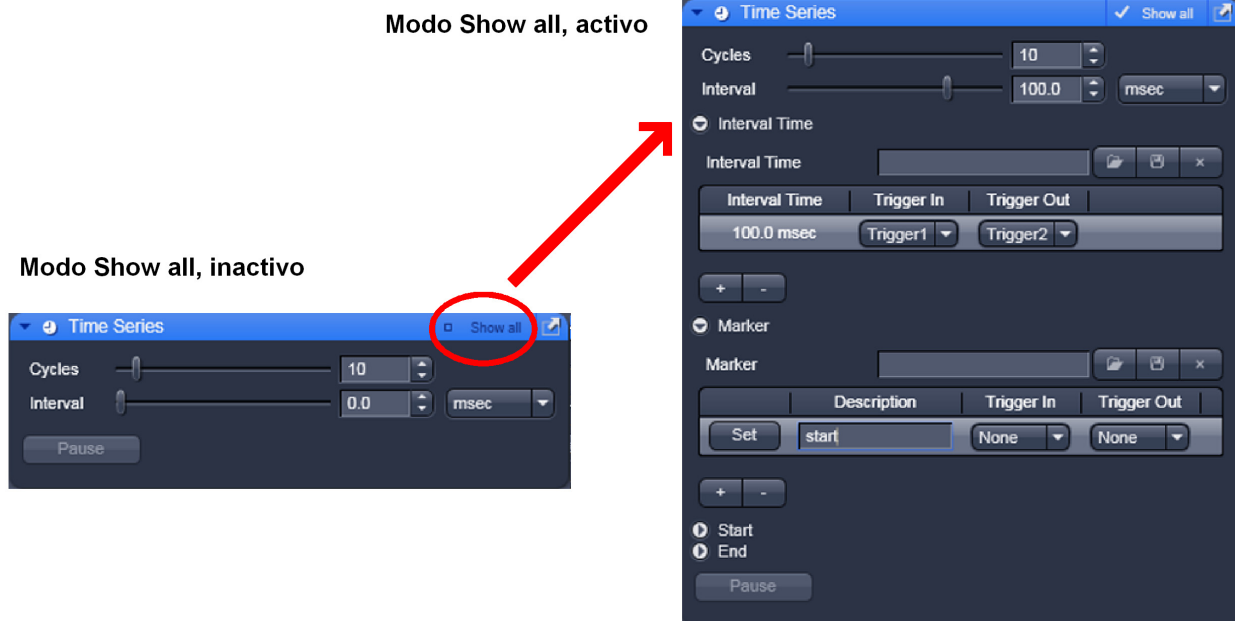 Modo Show all, activo
Modo Show all, inactivo
Time Series Show all
Cycles 10
Interval 0.0 msec
Pause
Time Series Show all
Cycles 10
Interval 100.0 msec
Interval Time
Interval Time
Interval Time Trigger In Trigger Out
100.0 msec Trigger1 Trigger2
+ -
Marker
Marker
Description Trigger In Trigger Out
Set start None None
+ -
Start
End
Pause